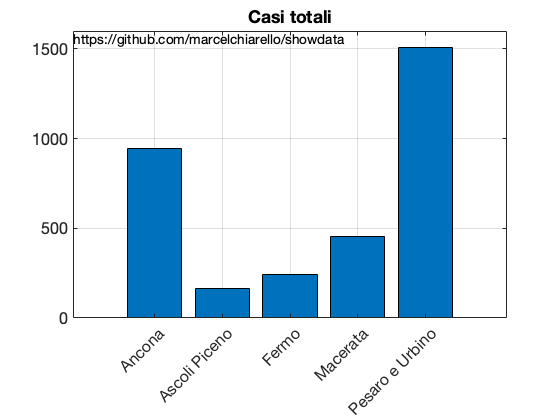 Casi totali
https://github.com/marcelchiarello/showdata
1500
1000
500
0
Ancona
Ascoli Piceno
Fermo
Macerata
Pesaro e Urbino